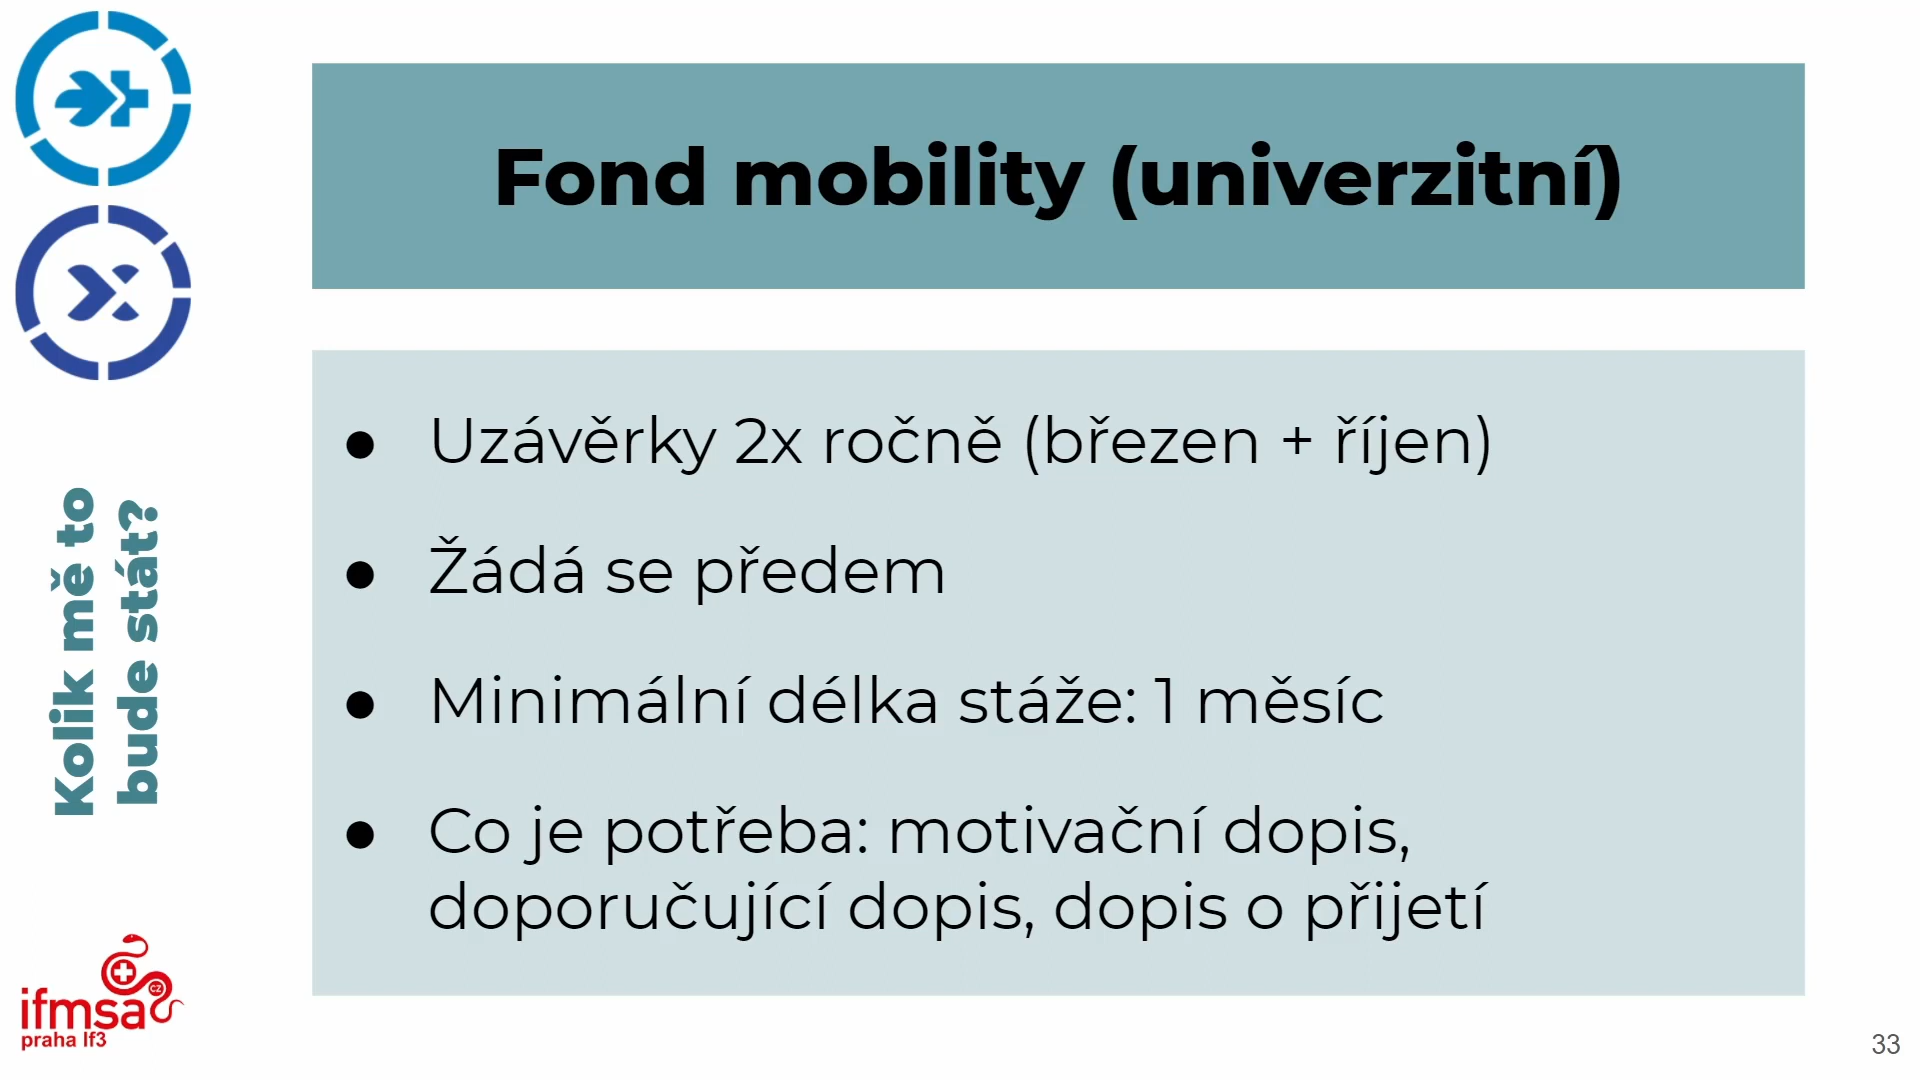 Fond mobility (univerzitní)
● Uzávěrky 2x ročně (březen + říjen)
● Žádá se předem
● Minimální délka stáže: 1 měsíc
● Co je potřeba: motivační dopis,
doporučující dopis, dopis o přijetí
Kolik mě to
bude stát?
ifmsa
CZ
praha lf3
33